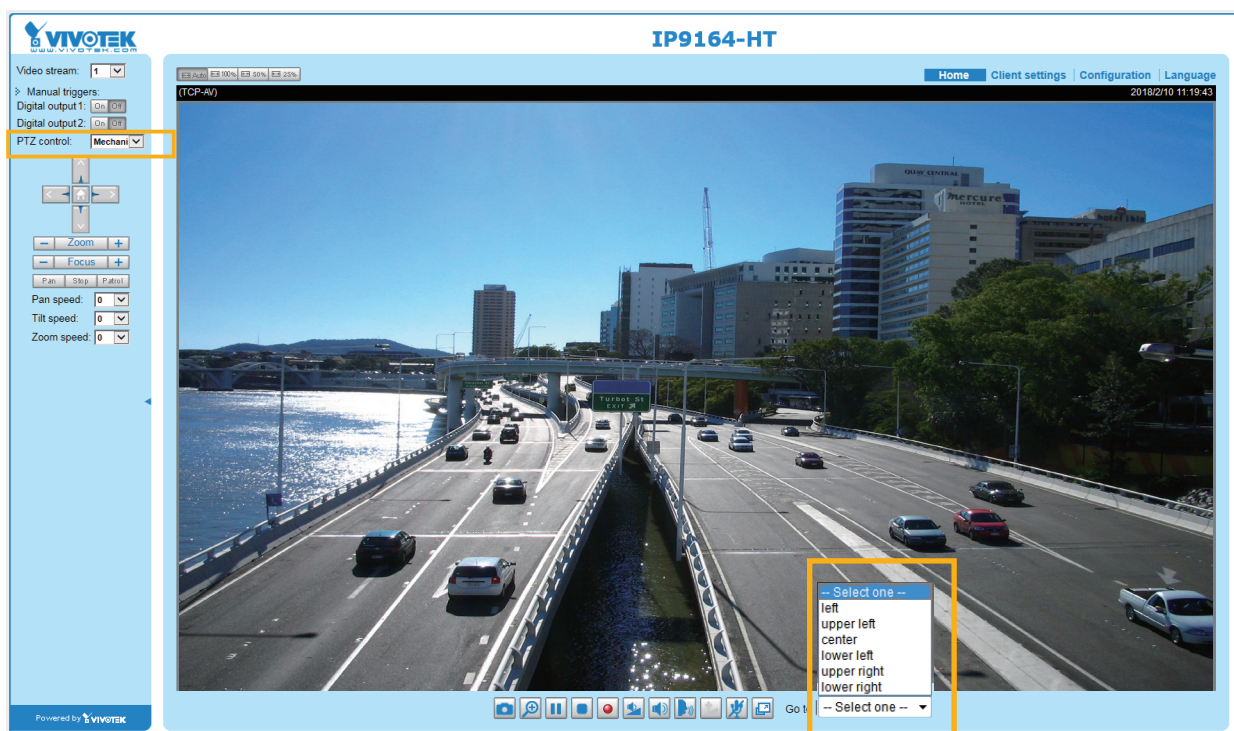 VIVOTEK
WWW.VIVOTEK.COM
IP9164-HT
Video stream: 1
Manual triggers:
Digital output 1: On Off
Digital output 2: On Off
PTZ control: Mechani
Zoom
Focus
Pan Stop Patrol
Pan speed: 0
Tilt speed: 0
Zoom speed: 0
Powered by VIVOTEK
Auto 100% 50% 25%
Home Client settings Configuration Language
(TCP-AV) 2018/2/10 11:19:43
QUAY CENTRAL
Mercure
HOTEL
hotel ibis
Turbot St
EXIT
-- Select one --
left
upper left
center
lower left
upper right
lower right
Go to -- Select one --